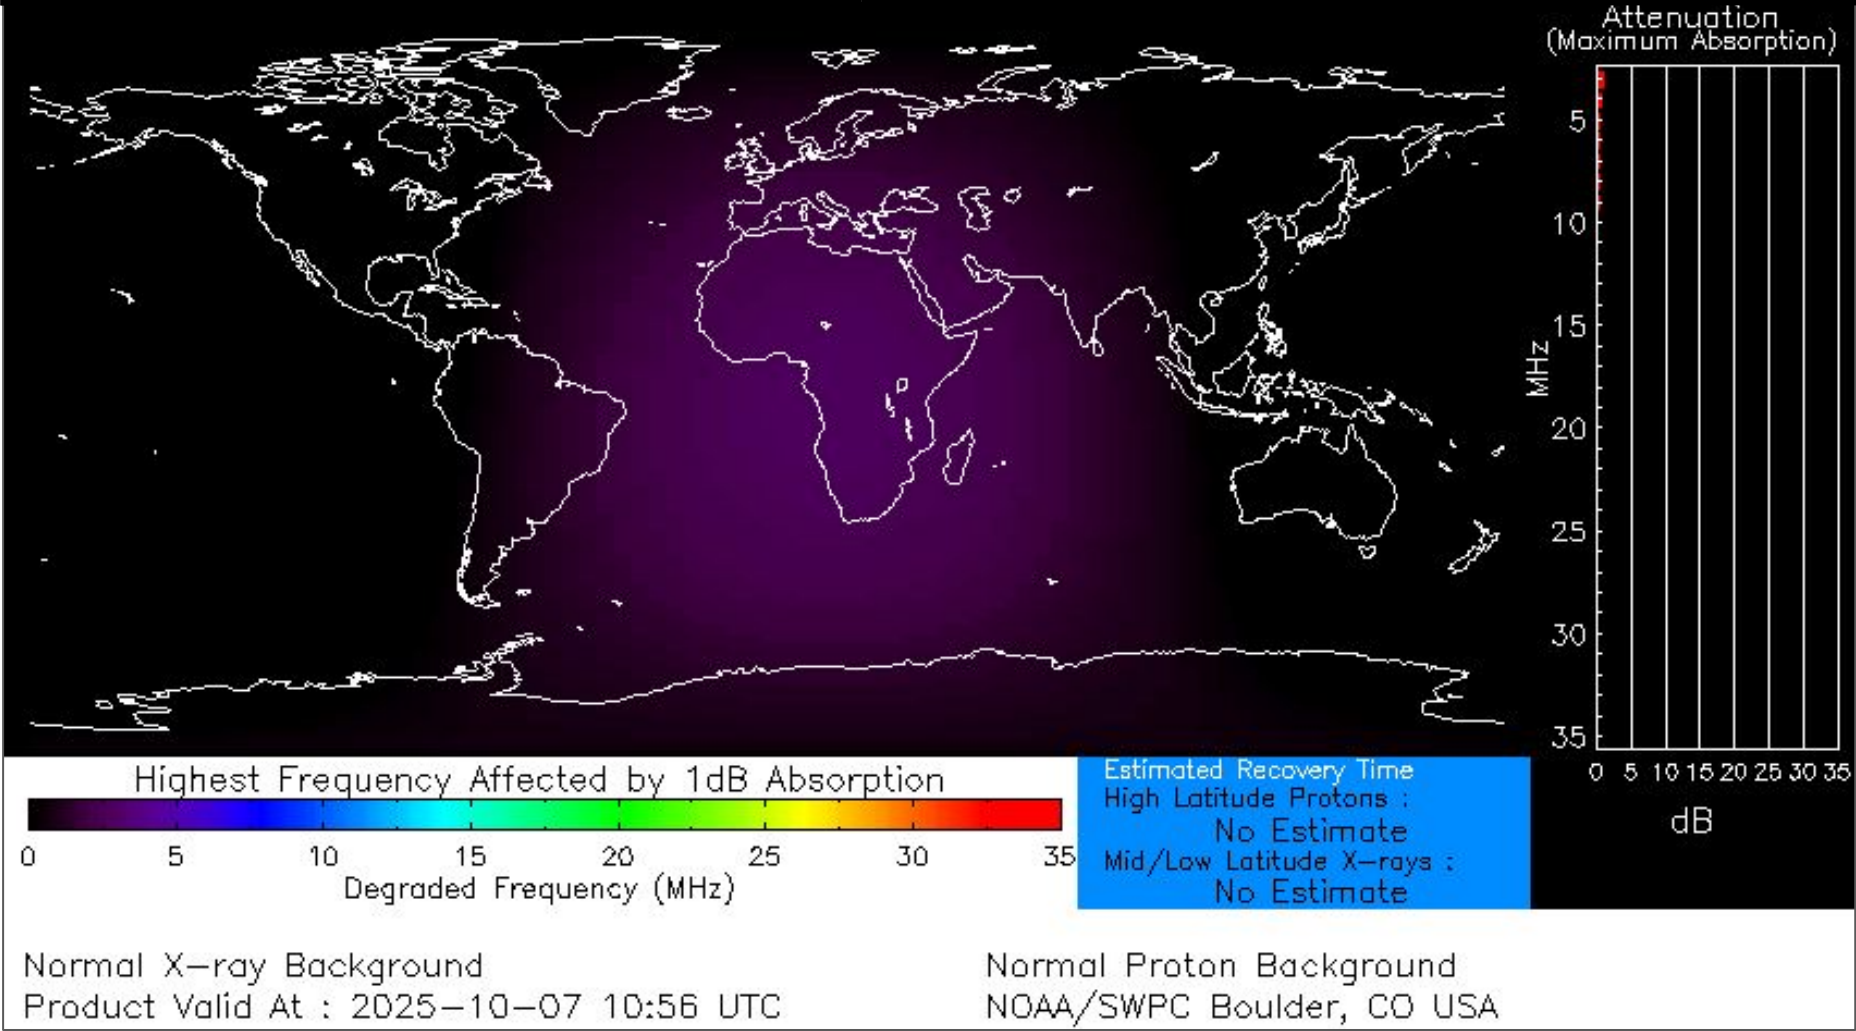 Attenuation
(Maximum Absorption)
5
10
15
20
25
30
35
MHz
0 5 10 15 20 25 30 35
dB
Highest Frequency Affected by 1dB Absorption
0 5 10 15 20 25 30 35
Degraded Frequency (MHz)
Estimated Recovery Time
High Latitude Protons :
No Estimate
Mid/Low Latitude X-rays :
No Estimate
Normal X-ray Background
Product Valid At : 2025-10-07 10:56 UTC
Normal Proton Background
NOAA/SWPC Boulder, CO USA